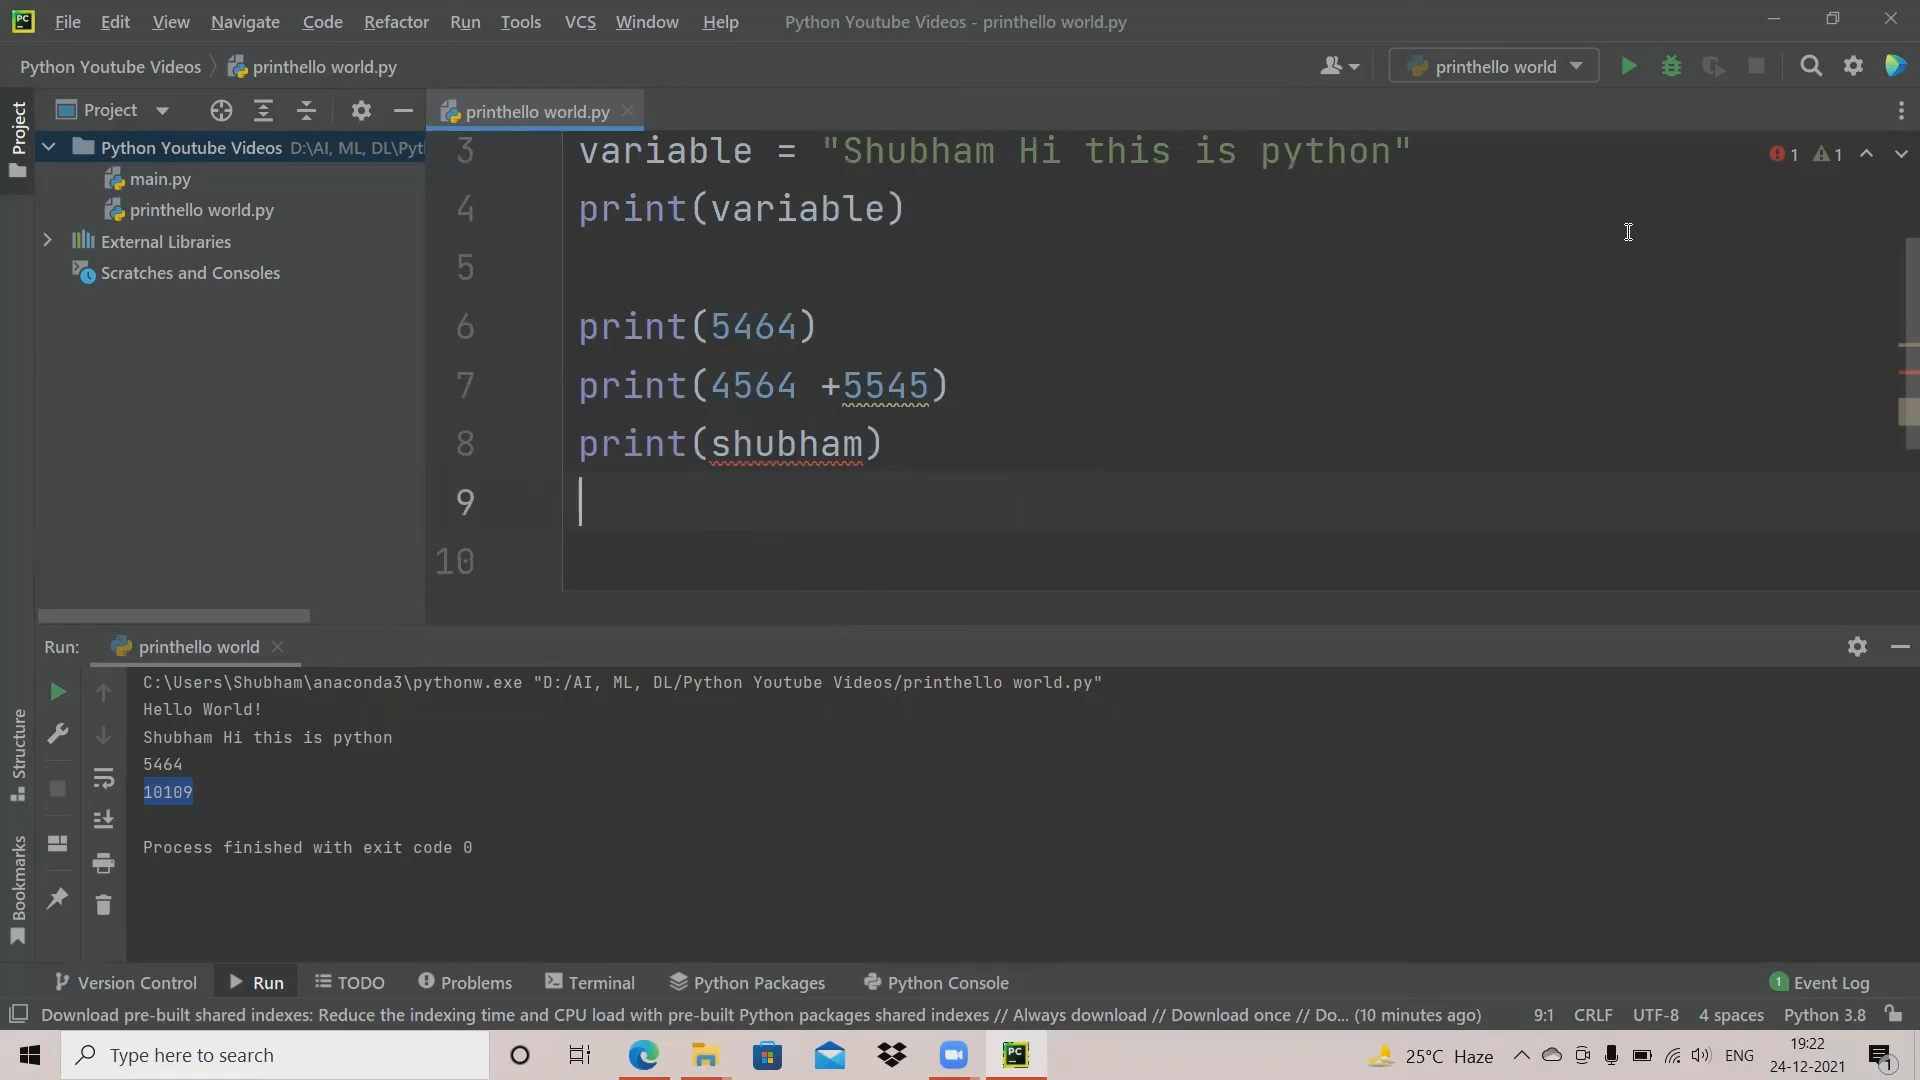 File Edit View Navigate Code Refactor Run Tools VCS Window Help Python Youtube Videos - printhello world.py
Python Youtube Videos printhello world.py printhello world
Project
Project printhello world.py
Python Youtube Videos D:\AI, ML, DL\Pyt
main.py
printhello world.py
External Libraries
Scratches and Consoles
3 variable = "Shubham Hi this is python"
1 1
4 print(variable)
5
6 print(5464)
7 print(4564 +5545)
8 print(shubham)
9
10
Run: printhello world
C:\Users\Shubham\anaconda3\pythonw.exe "D:/AI, ML, DL/Python Youtube Videos/printhello world.py"
Hello World!
Shubham Hi this is python
5464
10109
Process finished with exit code 0
Structure
Bookmarks
Version Control Run TODO Problems Terminal Python Packages Python Console 1 Event Log
Download pre-built shared indexes: Reduce the indexing time and CPU load with pre-built Python packages shared indexes // Always download // Download once // Do... (10 minutes ago) 9:1 CRLF UTF-8 4 spaces Python 3.8
Type here to search PC 25°C Haze ENG 19:22
24-12-2021 1